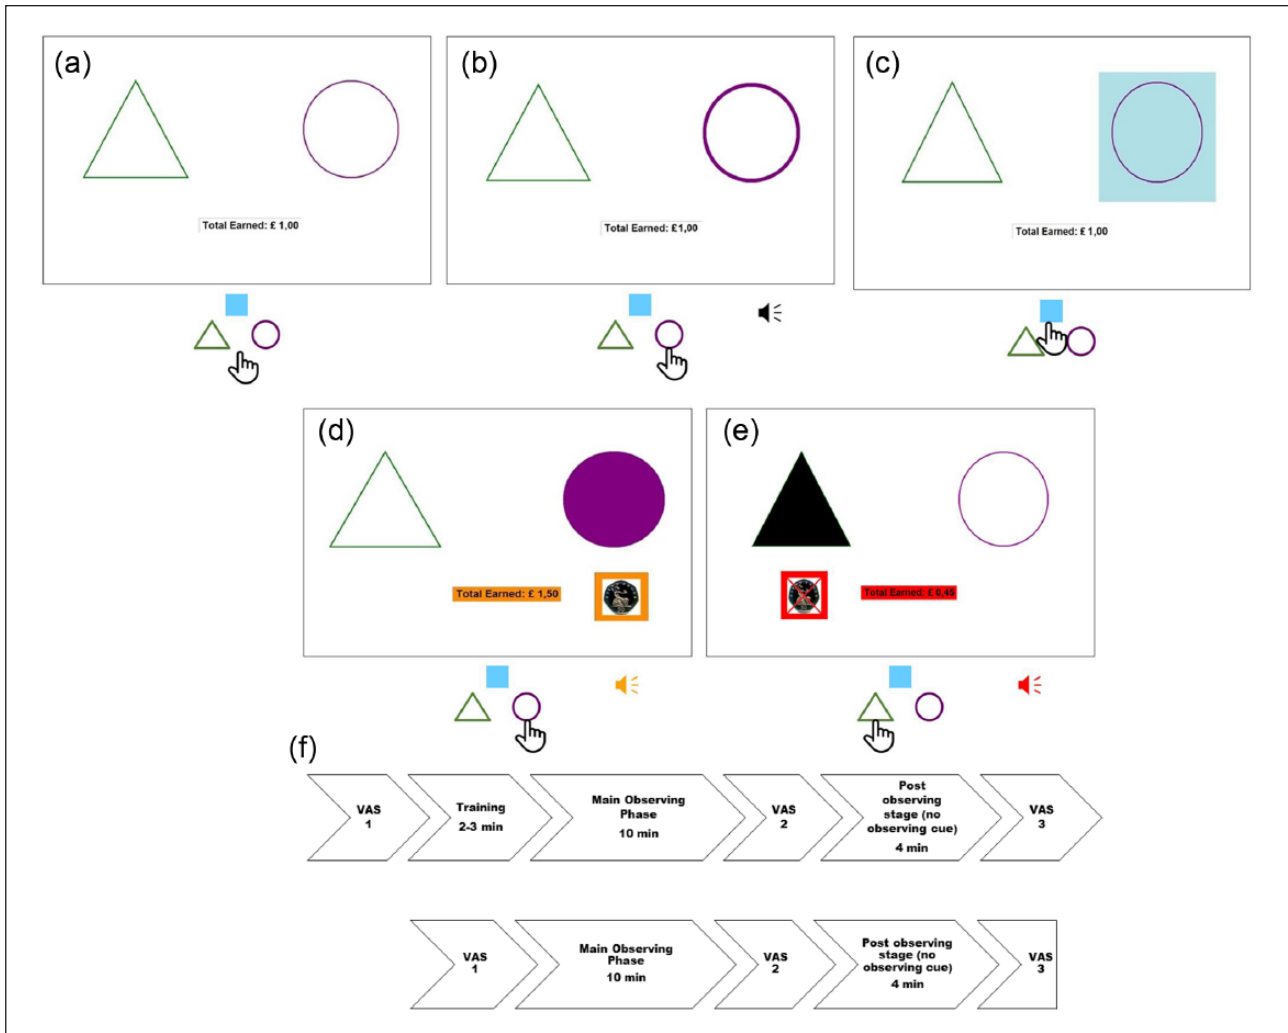 (a)
Total Earned: £ 1,00
(b)
Total Earned: £1,00
(c)
Total Earned: £ 1,00
(d)
Total Earned: £ 1,50
(e)
Total Earned: £ 0,45
(f)
VAS
1
Training
2-3 min
Main Observing
Phase
10 min
VAS
2
Post
observing
stage (no
observing cue)
4 min
VAS
3
VAS
1
Main Observing
Phase
10 min
VAS
2
Post observing
stage (no
observing cue)
4 min
VAS
3